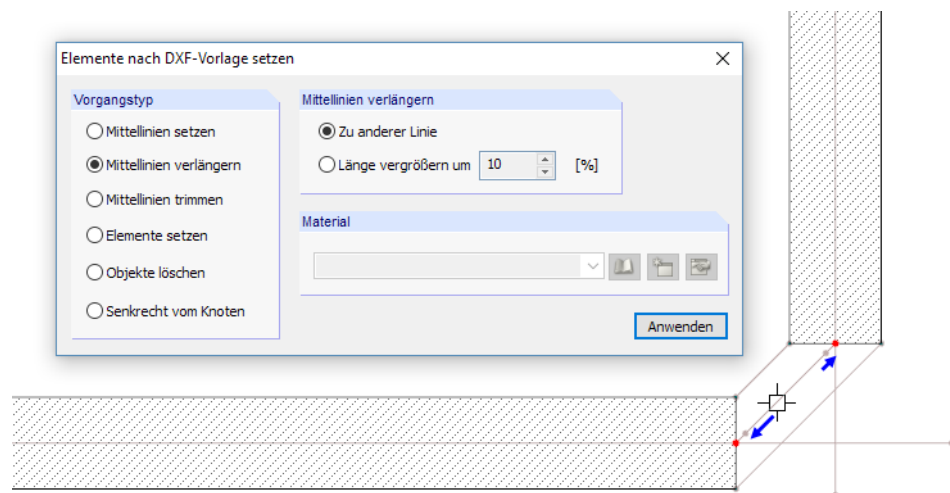 Elemente nach DXF-Vorlage setzen
Vorgangstyp
Mittellinien setzen
Mittellinien verlängern
Mittellinien trimmen
Elemente setzen
Objekte löschen
Senkrecht vom Knoten
Mittellinien verlängern
Zu anderer Linie
Länge vergrößern um 10 [%]
Material
Anwenden